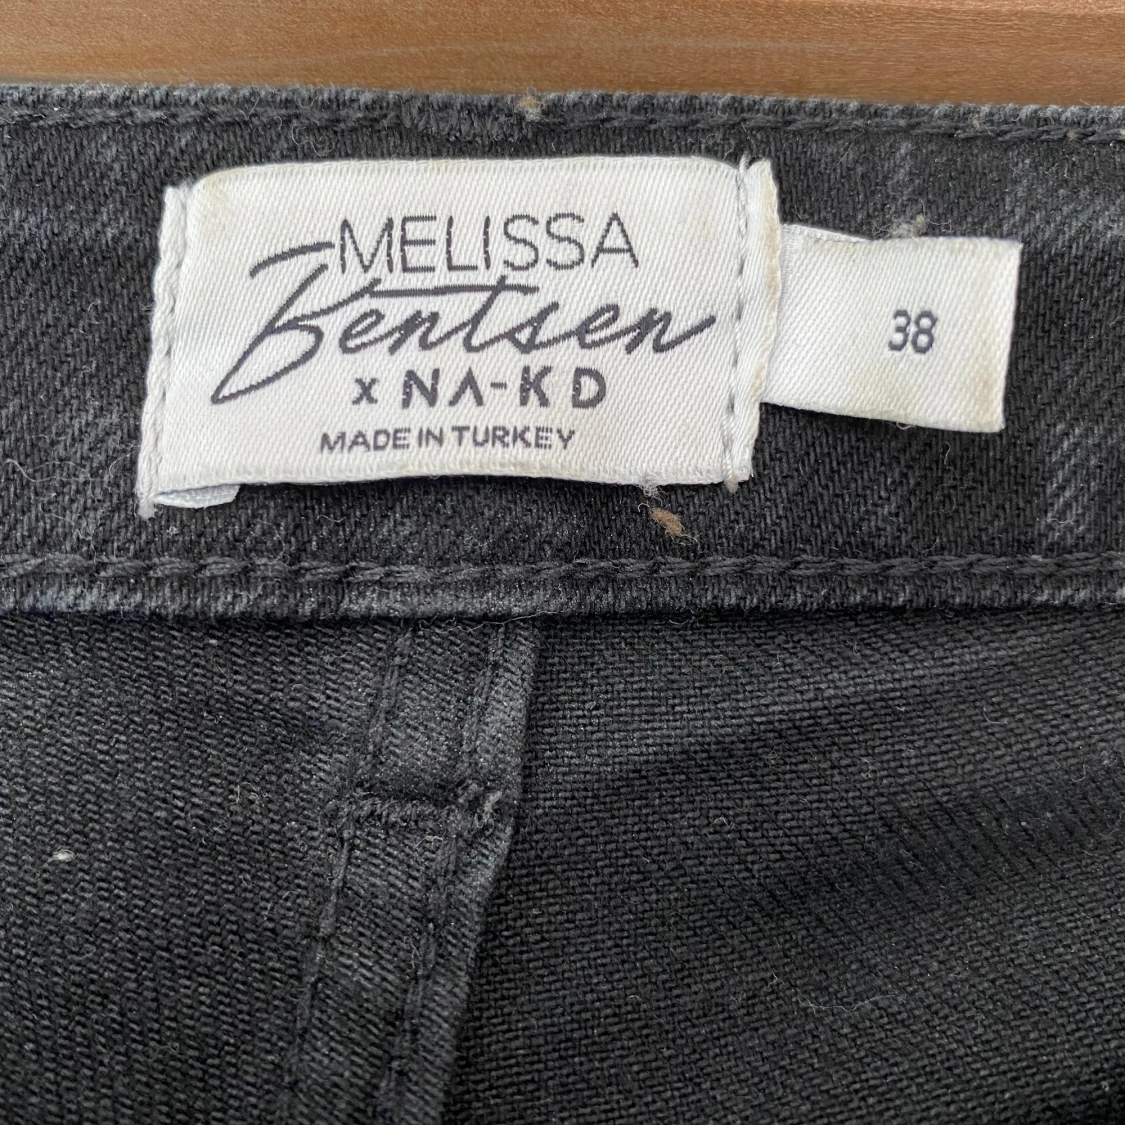 MELISSA
Bentsen
x NA-KD
MADE IN TURKEY
38